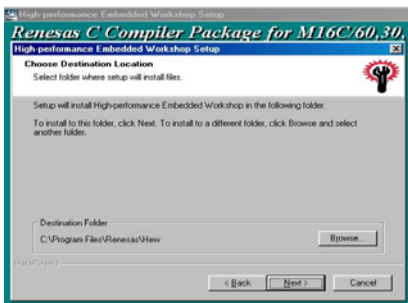 High-performance Embedded Workshop Setup
Renesas C Compiler Package for M16C/60,30,
High-performance Embedded Workshop Setup
Choose Destination Location
Select folder where setup will install files.
Setup will install High-performance Embedded Workshop in the following folder.
To install to this folder, click Next. To install to a different folder, click Browse and select
another folder.
Destination Folder
C:\Program Files\Renesas\Hew
Browse...
InstallShield
< Back
Next >
Cancel